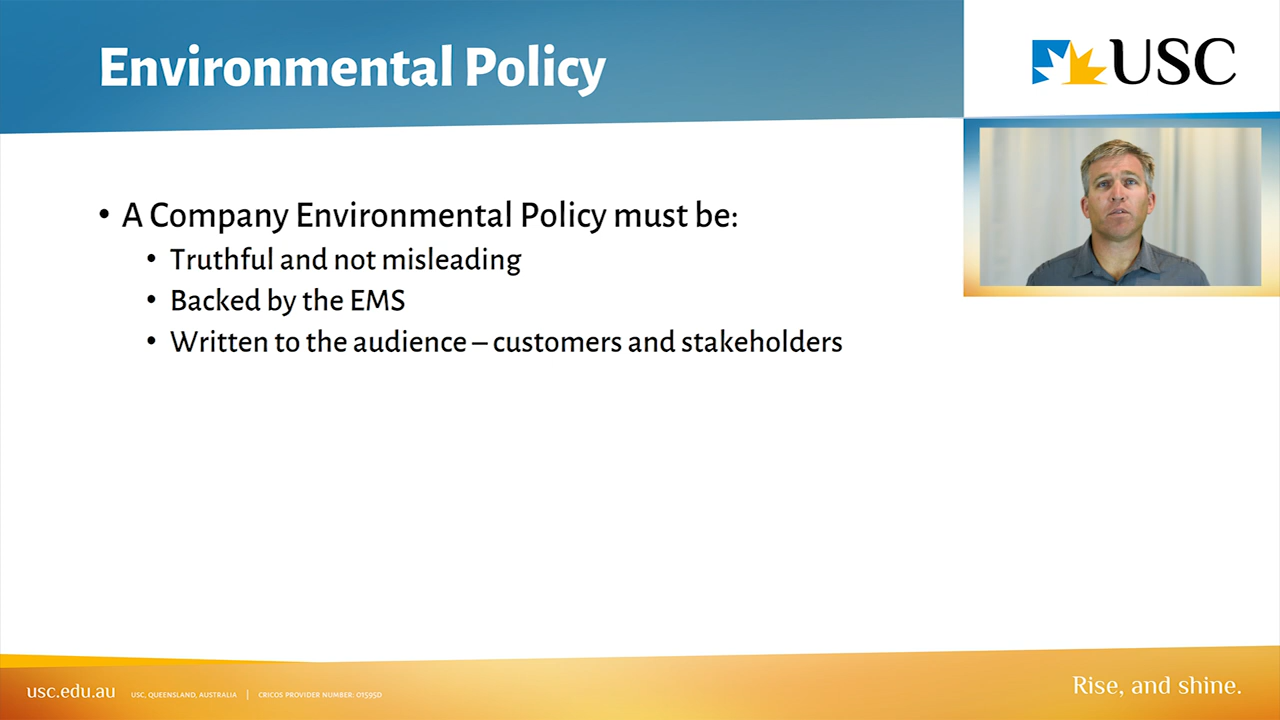 Environmental Policy
USC
• A Company Environmental Policy must be:
• Truthful and not misleading
• Backed by the EMS
• Written to the audience – customers and stakeholders
usc.edu.au
USC, QUEENSLAND, AUSTRALIA | CRICOS PROVIDER NUMBER: 01595D
Rise, and shine.